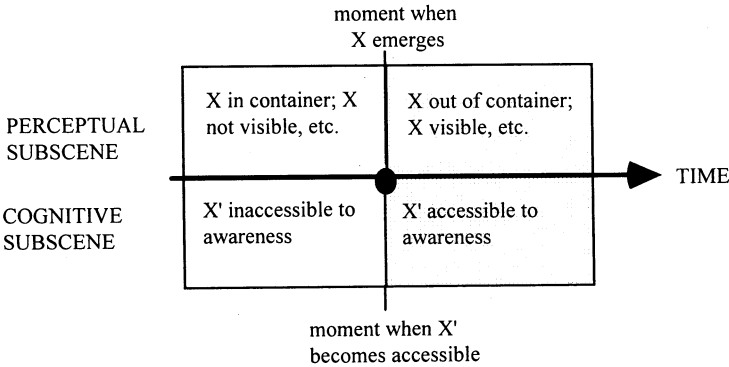 moment when
X emerges
X in container; X
not visible, etc.
X out of container;
X visible, etc.
PERCEPTUAL
SUBSCENE
TIME
COGNITIVE
SUBSCENE
X' inaccessible to
awareness
X' accessible to
awareness
moment when X'
becomes accessible